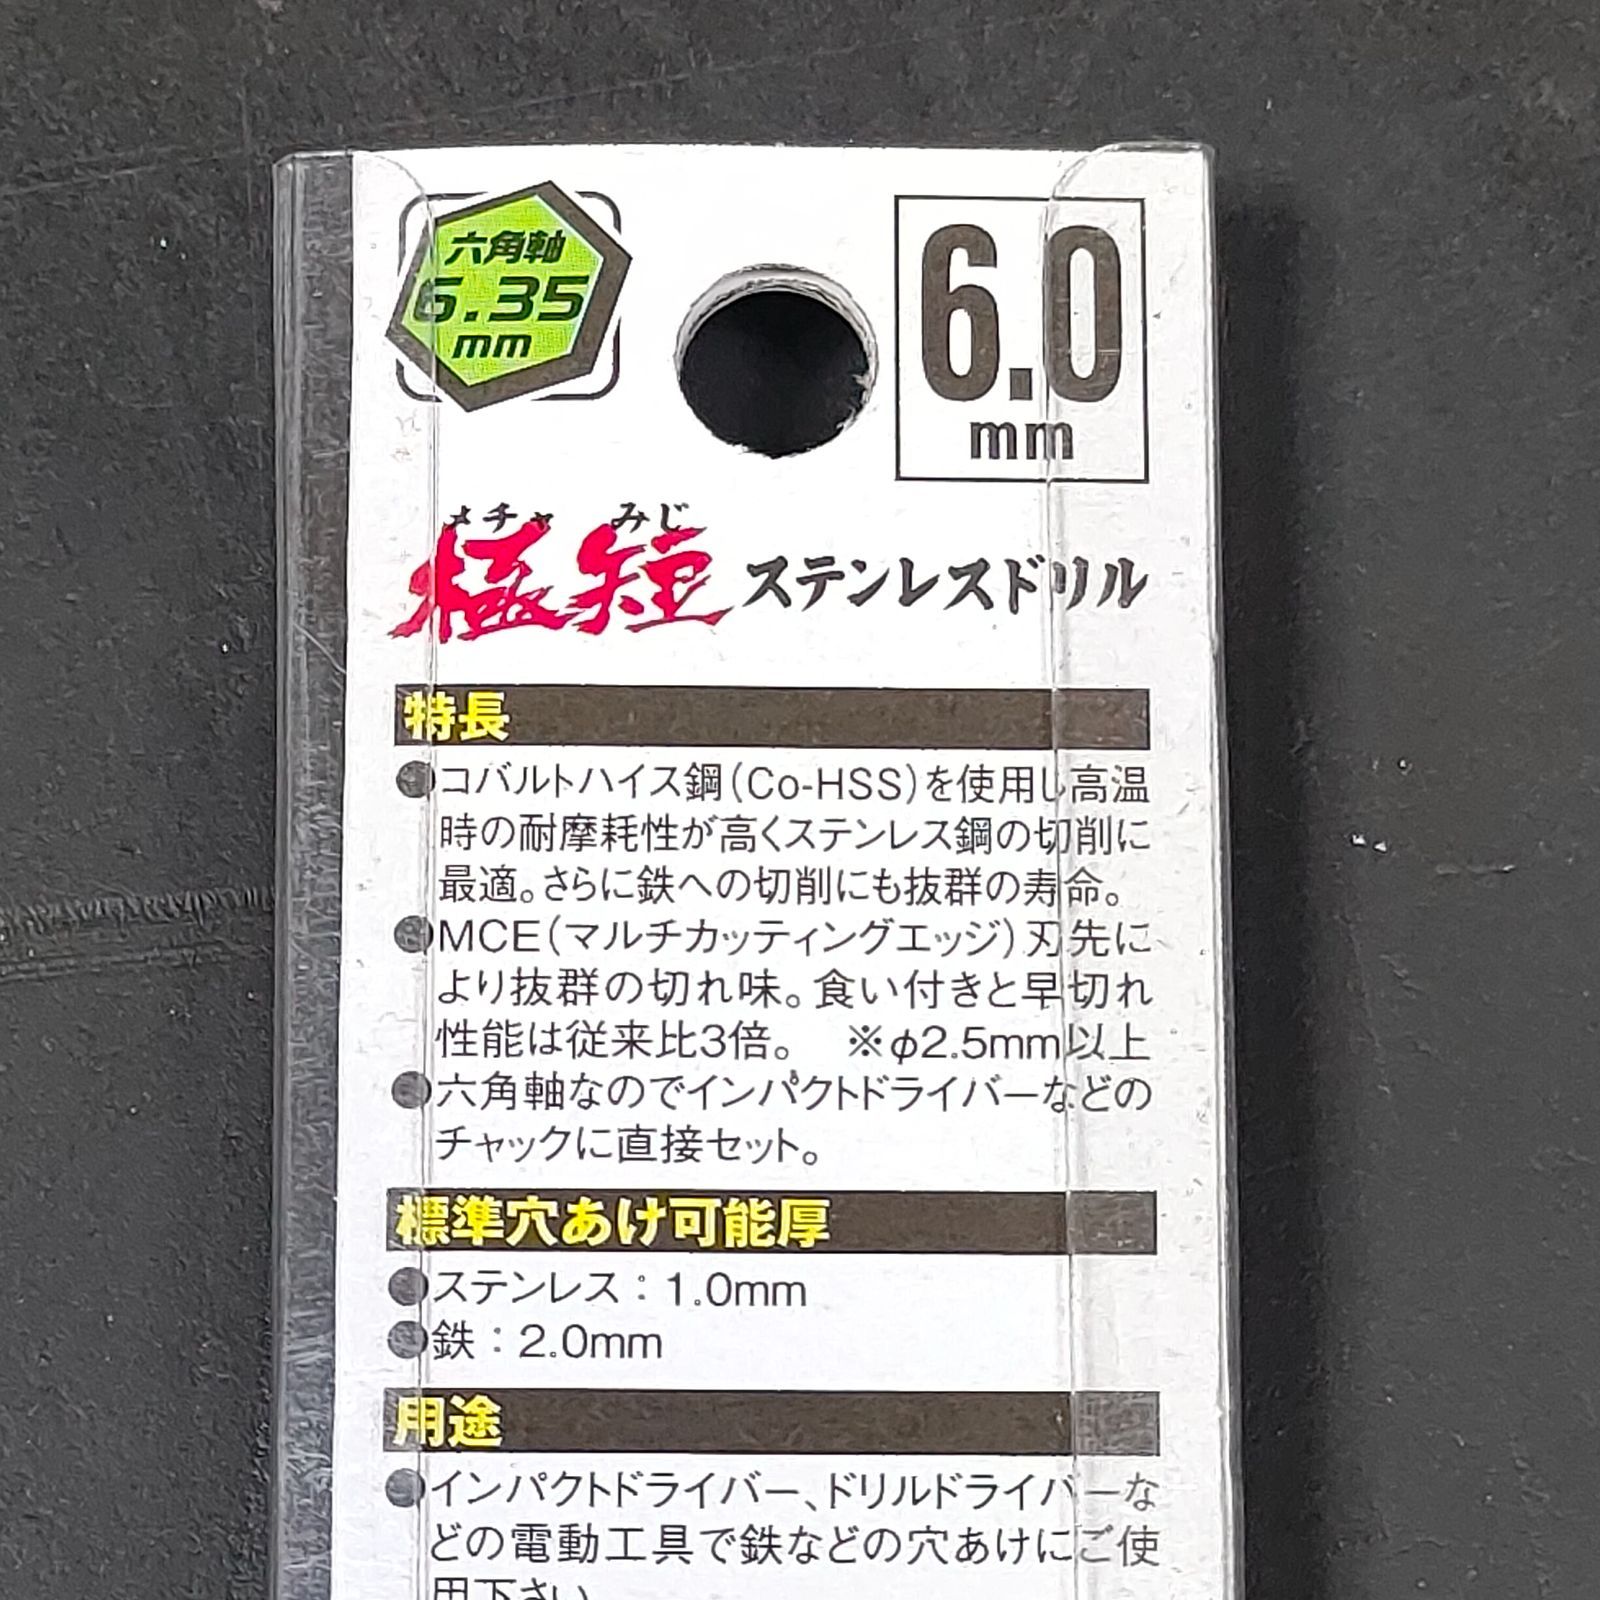 六角軸
6.35
mm
6.0
mm
メチャ みじ
極短 ステンレスドリル
特長
●コバルトハイス鋼(Co-HSS)を使用し高温
時の耐摩耗性が高くステンレス鋼の切削に
最適。さらに鉄への切削にも抜群の寿命。
●MCE(マルチカッティングエッジ)刃先に
より抜群の切れ味。食い付きと早切れ
性能は従来比3倍。 ※φ2.5mm以上
●六角軸なのでインパクトドライバーなどの
チャックに直接セット。
標準穴あけ可能厚
●ステンレス：1.0mm
●鉄：2.0mm
用途
●インパクトドライバー、ドリルドライバーな
どの電動工具で鉄などの穴あけにご使
用下さい。